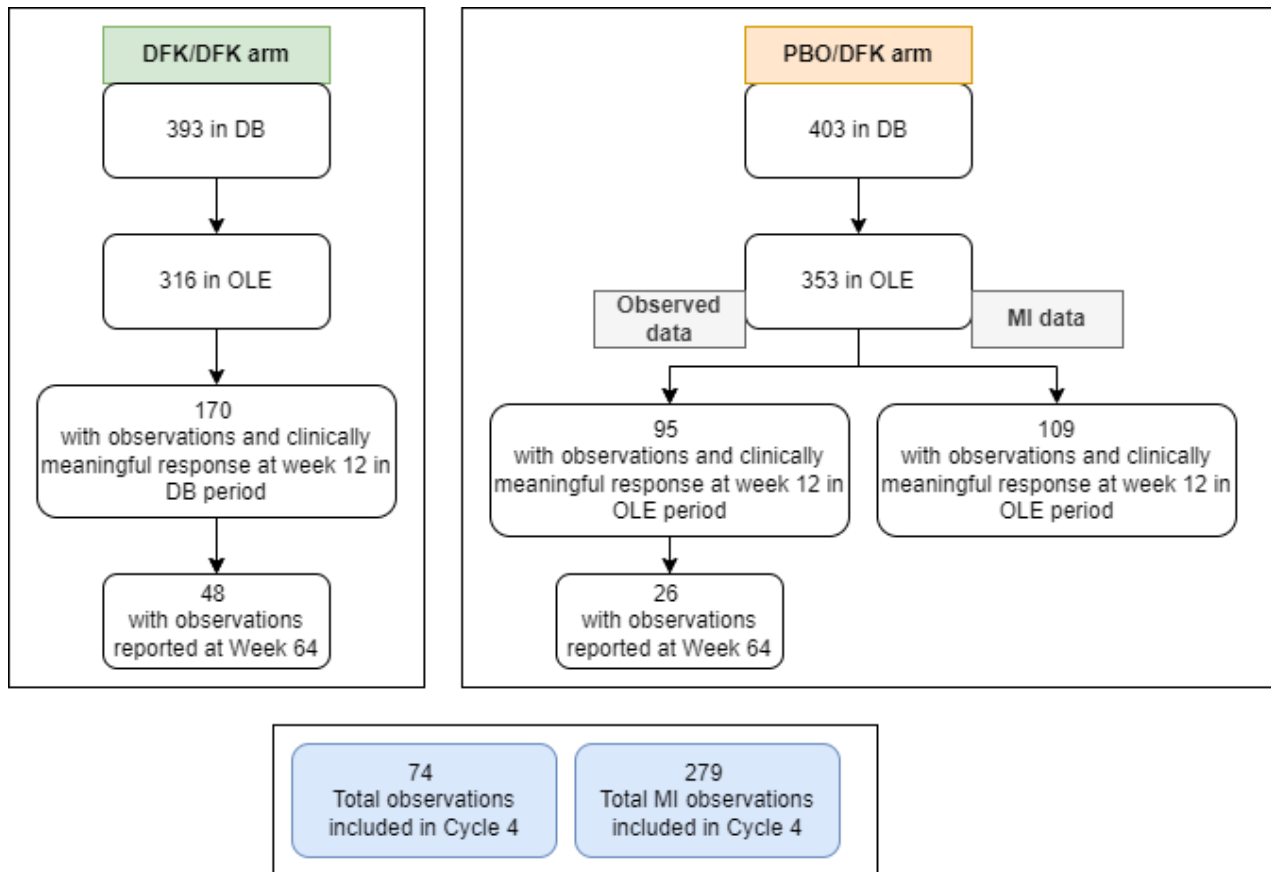 DFK/DFK arm
393 in DB
316 in OLE
170
with observations and clinically
meaningful response at week 12 in
DB period
48
with observations
reported at Week 64
PBO/DFK arm
403 in DB
353 in OLE
Observed
data
MI data
95
with observations and clinically
meaningful response at week 12 in
OLE period
109
with observations and clinically
meaningful response at week 12 in
OLE period
26
with observations
reported at Week 64
74
Total observations
included in Cycle 4
279
Total MI observations
included in Cycle 4